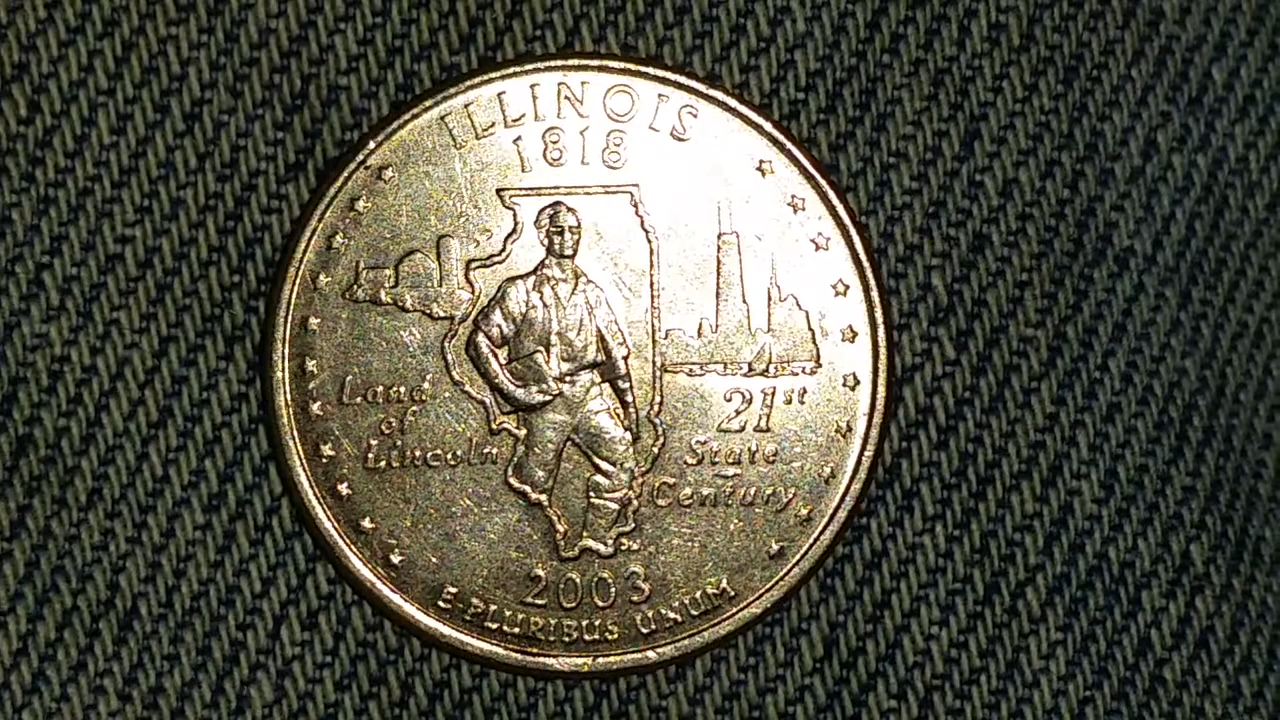 ILLINOIS
1818
Land
of
Lincoln
21st
State
Century
2003
E PLURIBUS UNUM